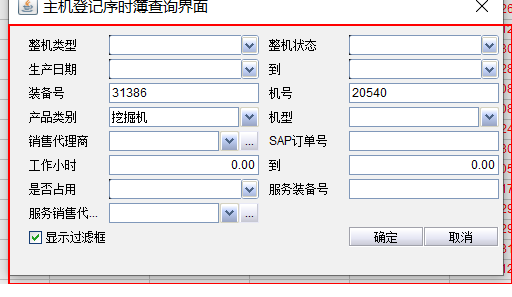 主机登记序时簿查询界面
整机类型 整机状态
生产日期 到
装备号 31386 机号 20540
产品类别 挖掘机 机型
销售代理商 ... SAP订单号
工作小时 0.00 到 0.00
是否占用 服务装备号
服务销售代... ...
显示过滤框 确定 取消